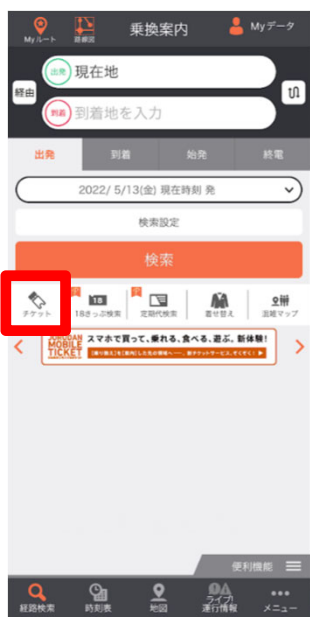 Myルート
路線図
乗換案内
Myデータ
出発
現在地
経由
到着
到着地を入力
出発
到着
始発
終電
2022/ 5/13(金) 現在時刻 発
検索設定
検索
チケット
18
18きっぷ検索
定期代検索
着せ替え
混雑マップ
JORUDAN
MOBILE
TICKET
スマホで買って、乗れる、食べる、遊ぶ。新体験!
便利機能
経路検索
時刻表
地図
ライブ!
運行情報
メニュー